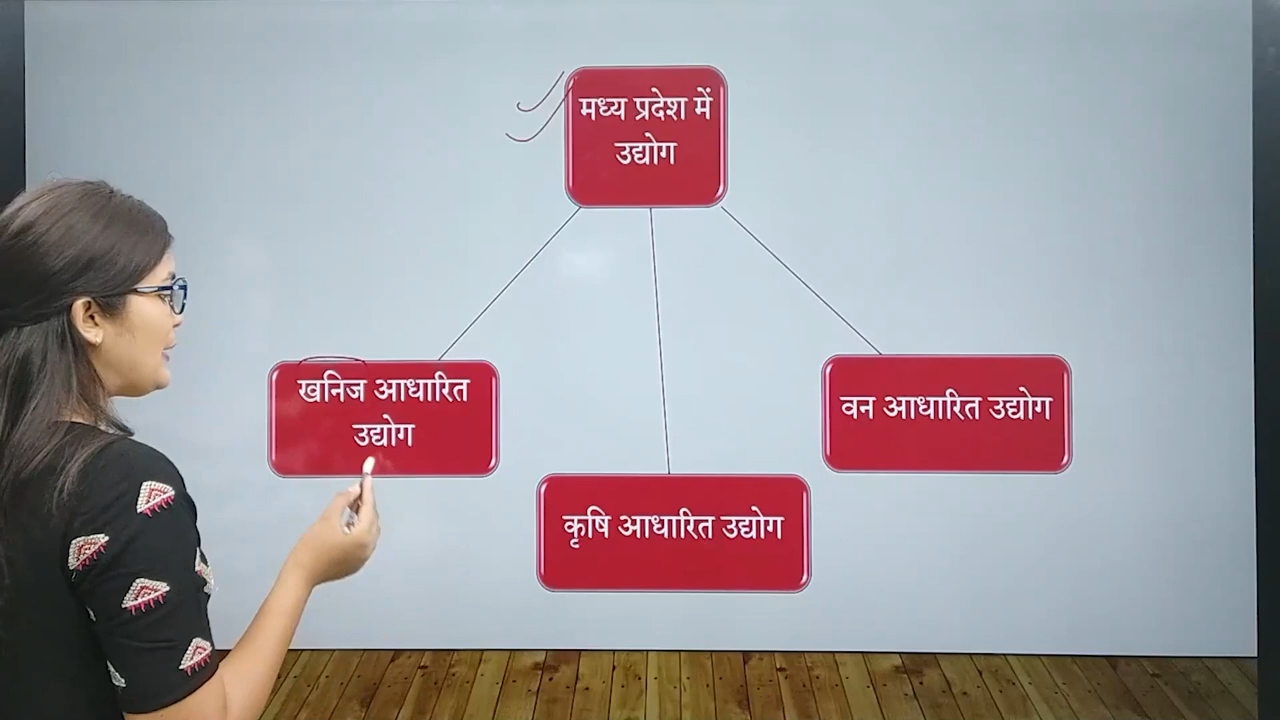 मध्य प्रदेश में
उद्योग
खनिज आधारित
उद्योग
कृषि आधारित उद्योग
वन आधारित उद्योग